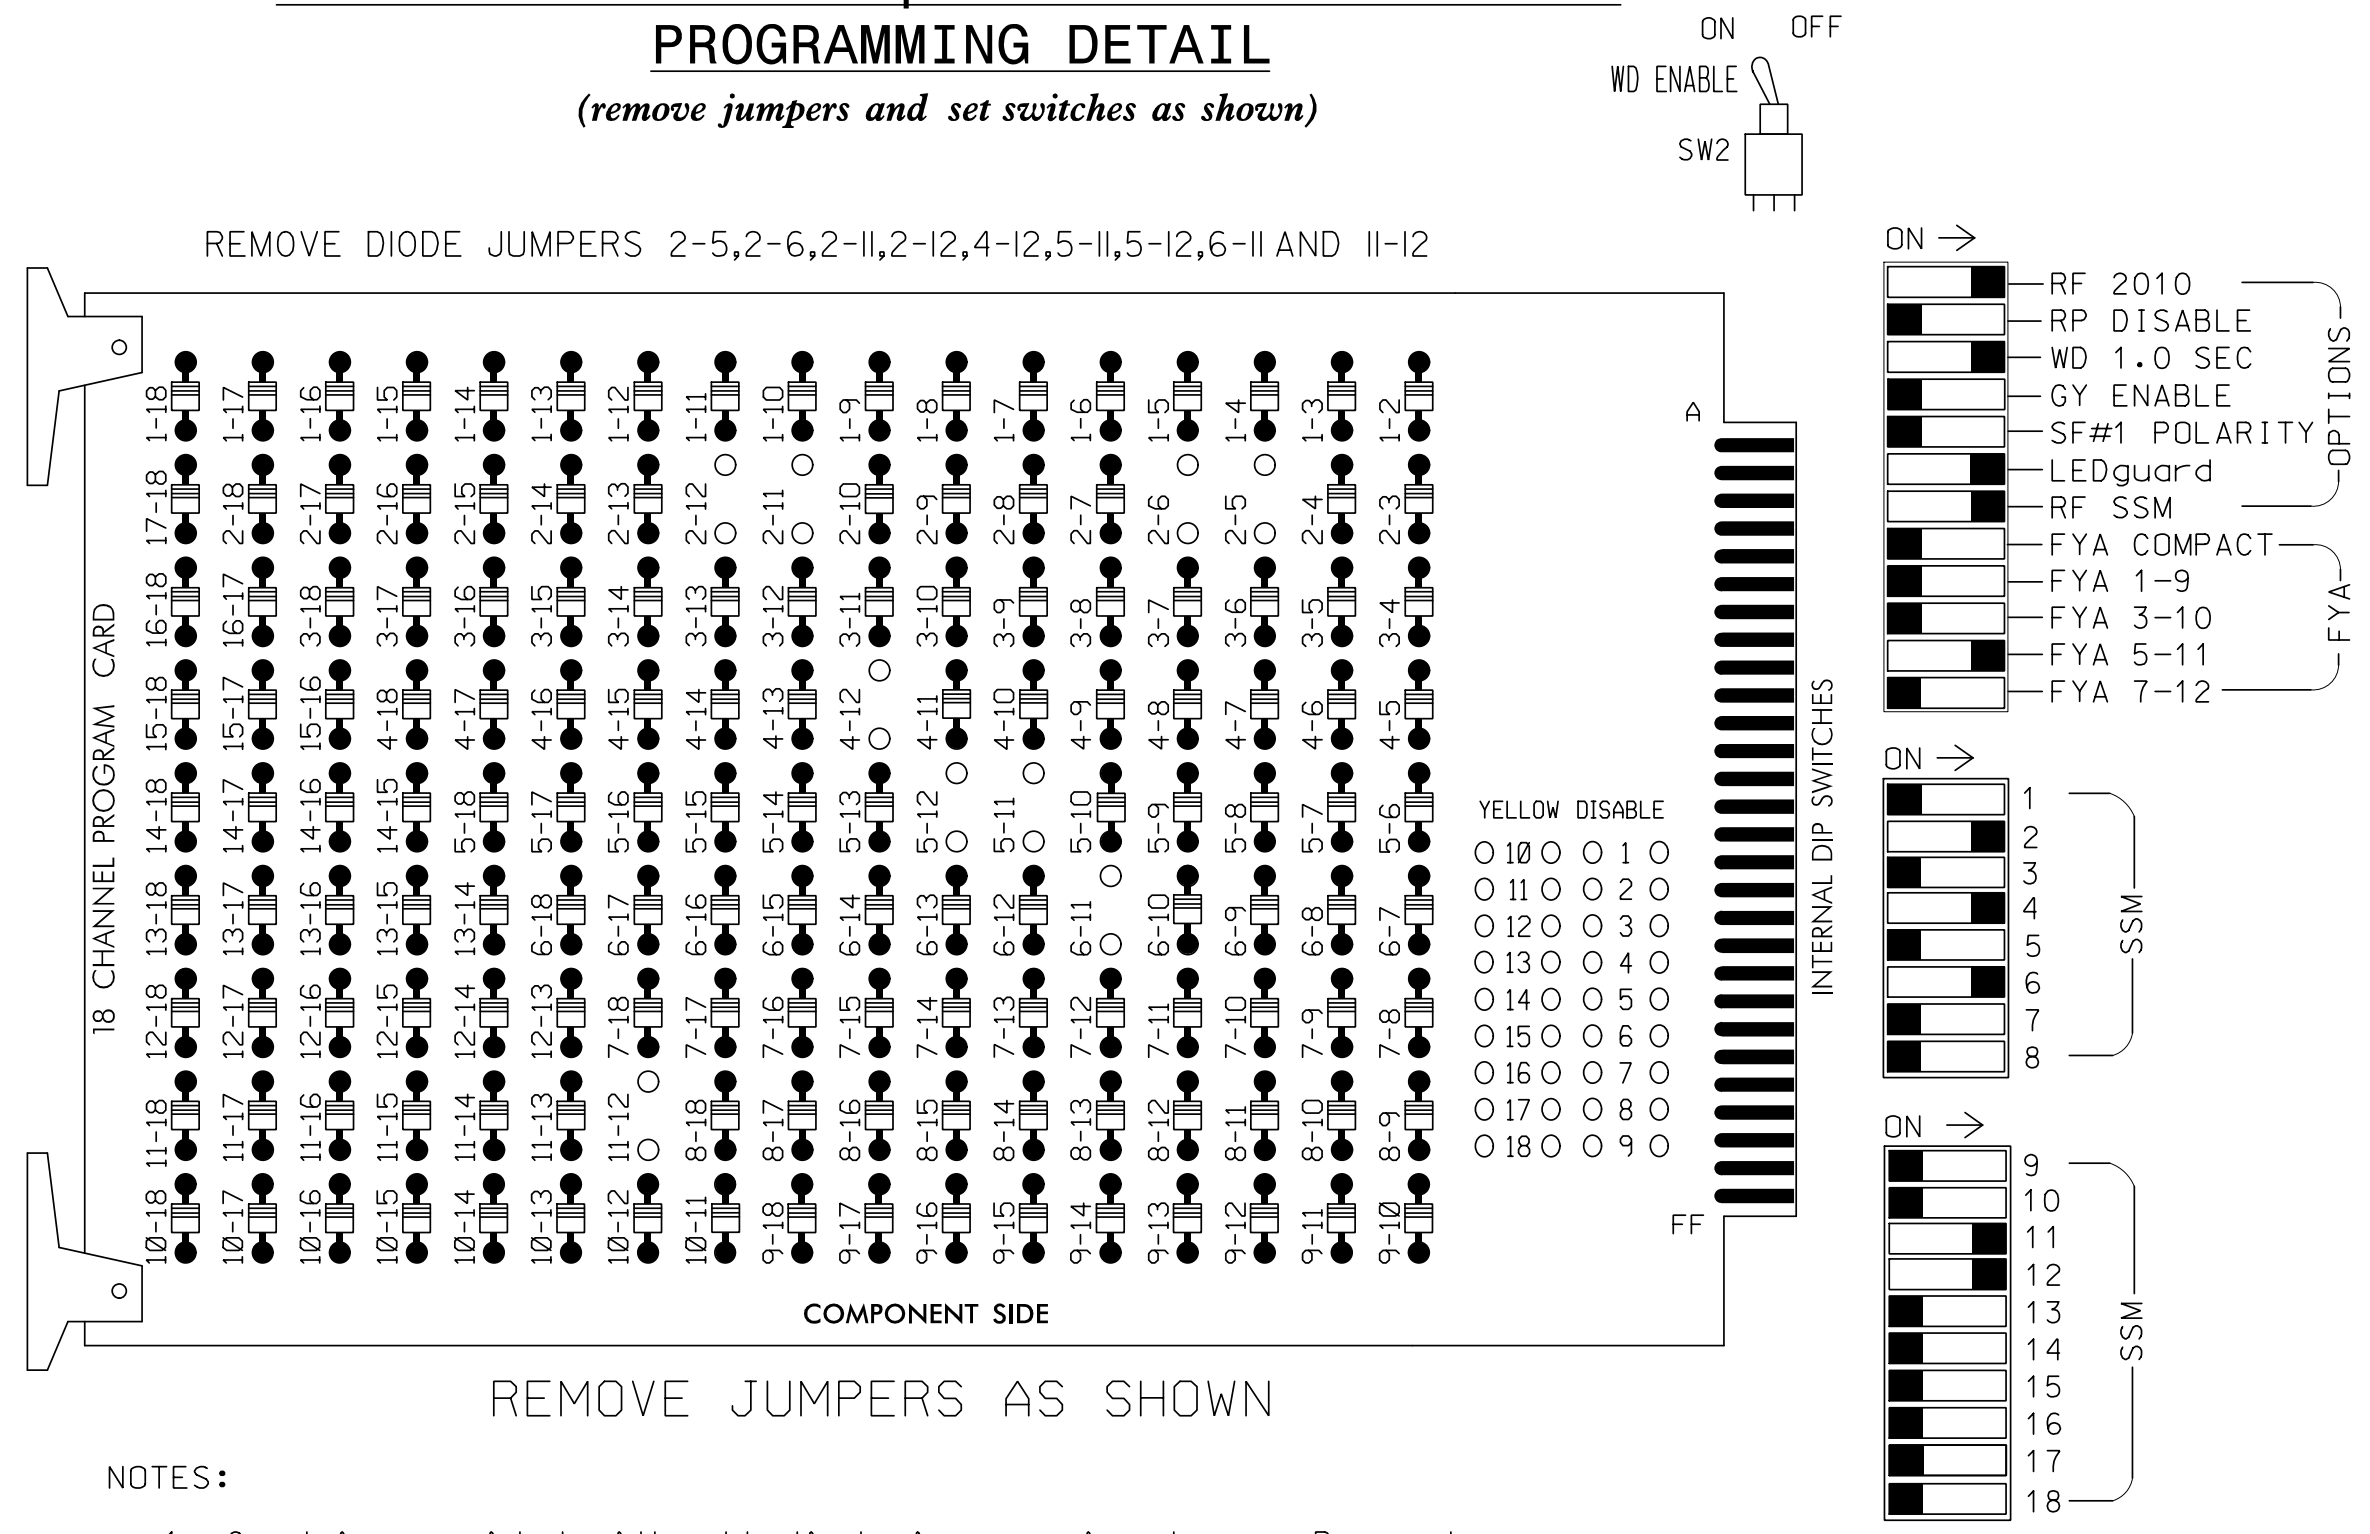 PROGRAMMING DETAIL
(remove jumpers and set switches as shown)
ON OFF
WD ENABLE
SW2
REMOVE DIODE JUMPERS 2-5,2-6,2-11,2-12,4-12,5-11,5-12,6-11 AND 11-12
18 CHANNEL PROGRAM CARD
1-18 1-17 1-16 1-15 1-14 1-13 1-12 1-11 1-10 1-9 1-8 1-7 1-6 1-5 1-4 1-3 1-2
17-18 2-18 2-17 2-16 2-15 2-14 2-13 2-12 2-11 2-10 2-9 2-8 2-7 2-6 2-5 2-4 2-3
16-18 16-17 3-18 3-17 3-16 3-15 3-14 3-13 3-12 3-11 3-10 3-9 3-8 3-7 3-6 3-5 3-4
15-18 15-17 15-16 4-18 4-17 4-16 4-15 4-14 4-13 4-12 4-11 4-10 4-9 4-8 4-7 4-6 4-5
14-18 14-17 14-16 14-15 5-18 5-17 5-16 5-15 5-14 5-13 5-12 5-11 5-10 5-9 5-8 5-7 5-6
13-18 13-17 13-16 13-15 13-14 6-18 6-17 6-16 6-15 6-14 6-13 6-12 6-11 6-10 6-9 6-8 6-7
12-18 12-17 12-16 12-15 12-14 12-13 7-18 7-17 7-16 7-15 7-14 7-13 7-12 7-11 7-10 7-9 7-8
11-18 11-17 11-16 11-15 11-14 11-13 11-12 8-18 8-17 8-16 8-15 8-14 8-13 8-12 8-11 8-10 8-9
10-18 10-17 10-16 10-15 10-14 10-13 10-12 10-11 9-18 9-17 9-16 9-15 9-14 9-13 9-12 9-11 9-10
A
FF
YELLOW DISABLE
10 1
11 2
12 3
13 4
14 5
15 6
16 7
17 8
18 9
INTERNAL DIP SWITCHES
COMPONENT SIDE
REMOVE JUMPERS AS SHOWN
NOTES:
ON
RF 2010
RP DISABLE
WD 1.0 SEC
GY ENABLE
SF#1 POLARITY
LEDguard
RF SSM
OPTIONS
FYA COMPACT
FYA 1-9
FYA 3-10
FYA 5-11
FYA 7-12
FYA
ON
1
2
3
4
5
6
7
8
SSM
ON
9
10
11
12
13
14
15
16
17
18
SSM